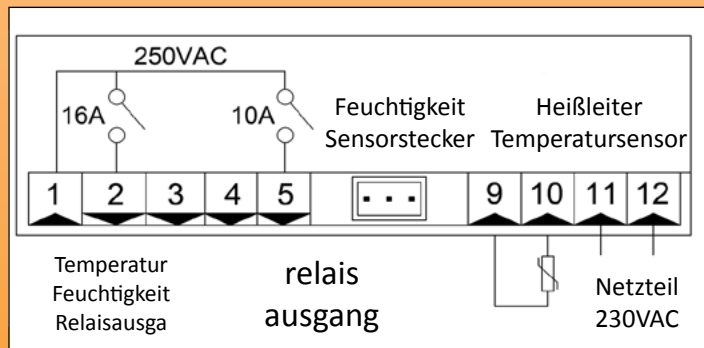 250VAC
16A
10A
Feuchtigkeit
Sensorstecker
Heißleiter
Temperatursensor
1 2 3 4 5 9 10 11 12
Temperatur
Feuchtigkeit
Relaisausga
relais
ausgang
Netzteil
230VAC